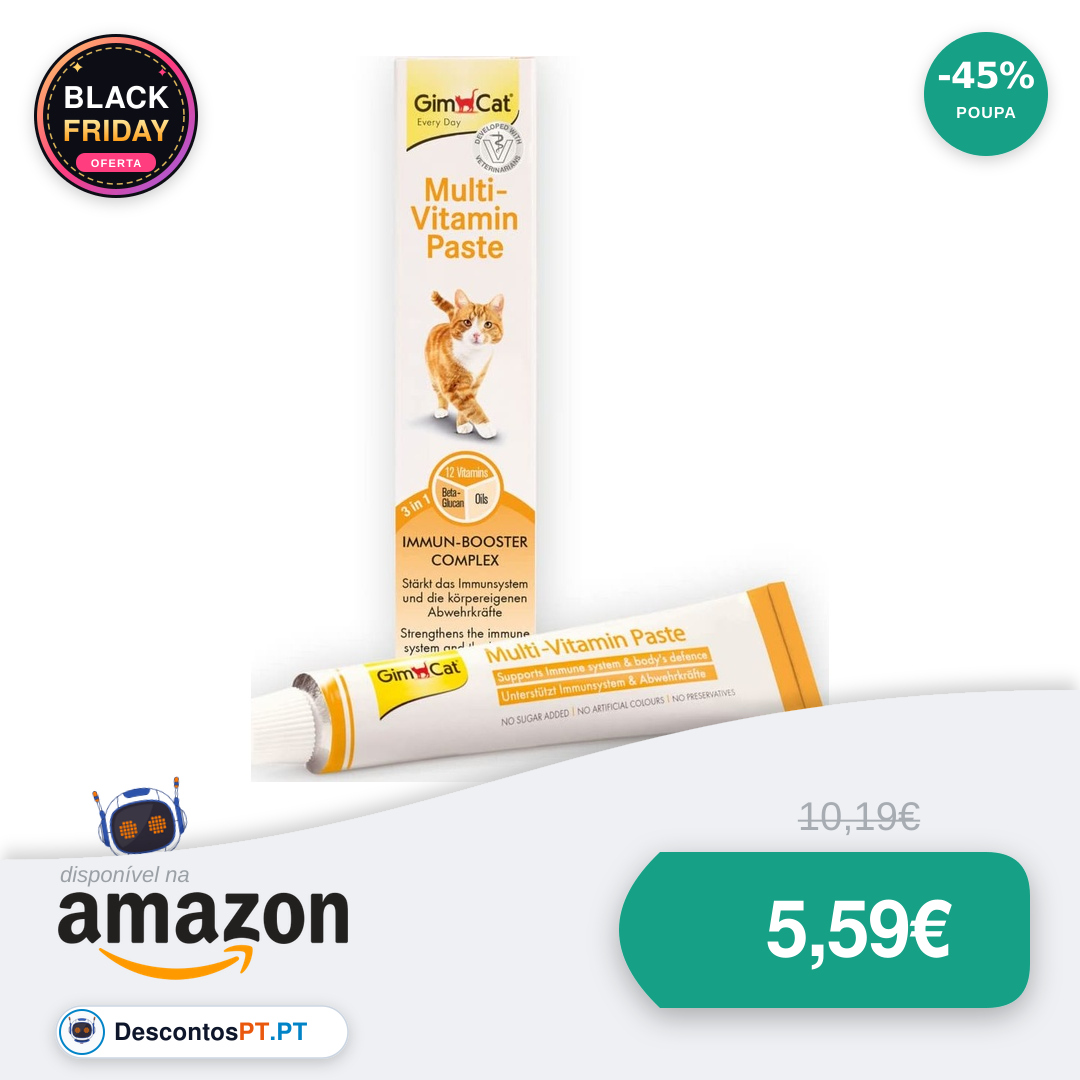 BLACK
FRIDAY
OFERTA
-45%
POUPA
GimCat
Every Day
DEVELOPED WITH VETERINARIANS
Multi-
Vitamin
Paste
12 Vitamins
Beta-
Glucan
Oils
3 in 1
IMMUN-BOOSTER
COMPLEX
Stärkt das Immunsystem
und die körpereigenen
Abwehrkräfte
Strengthens the immune
system and
GimCat
Multi-Vitamin Paste
Supports Immune system & body's defence
Unterstützt Immunsystem & Abwehrkräfte
NO SUGAR ADDED | NO ARTIFICIAL COLOURS | NO PRESERVATIVES
10,19€
5,59€
disponível na
amazon
DescontosPT.PT